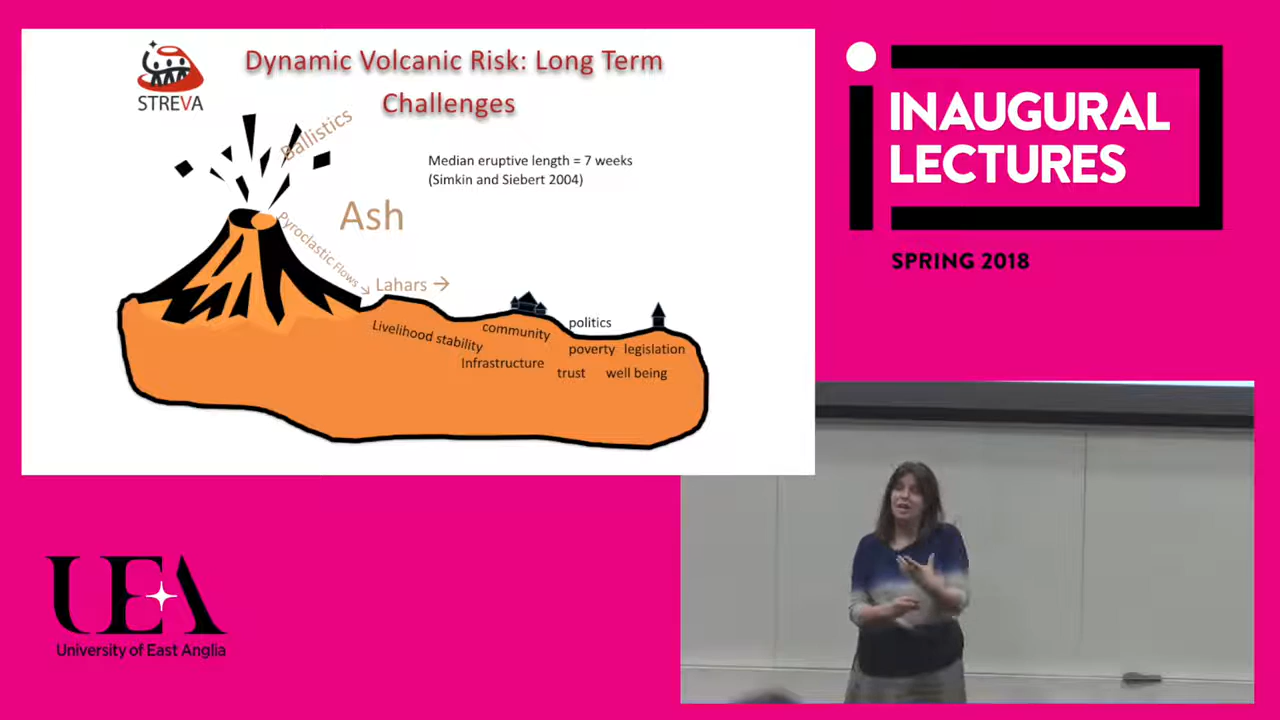 STREVA
Dynamic Volcanic Risk: Long Term
Challenges
Ballistics
Median eruptive length = 7 weeks
(Simkin and Siebert 2004)
Ash
Pyroclastic Flows →
Lahars →
Livelihood stability
community
politics
Infrastructure
poverty
legislation
trust
well being
INAUGURAL
LECTURES
SPRING 2018
UEA
University of East Anglia